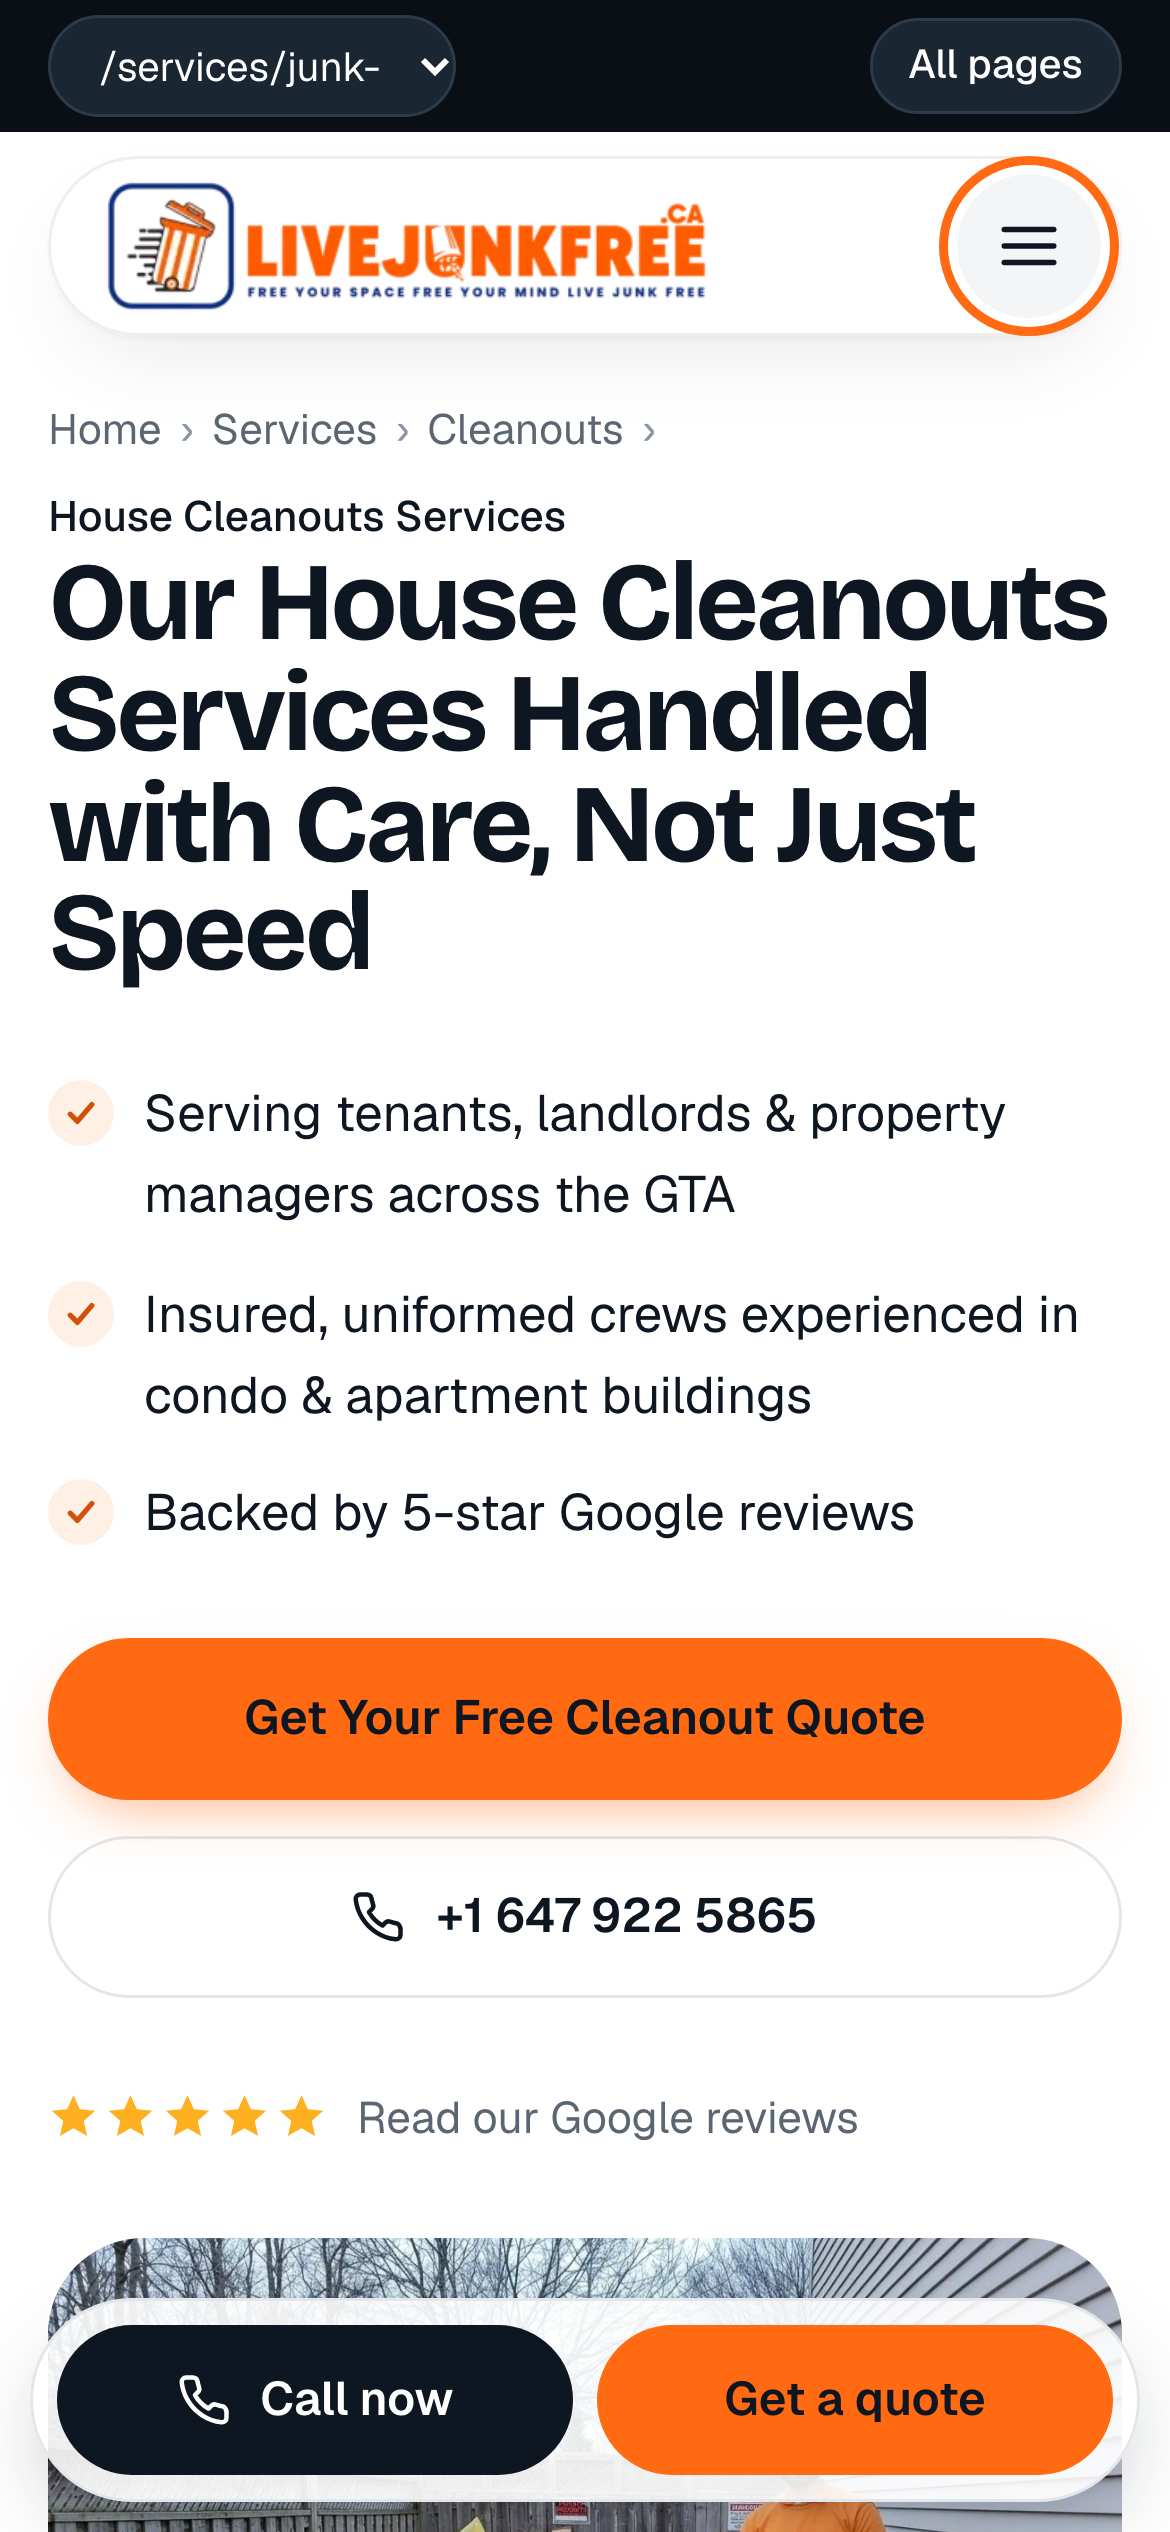 /services/junk-
All pages
LIVEJUNKFREE.CA
FREE YOUR SPACE FREE YOUR MIND LIVE JUNK FREE
Home › Services › Cleanouts ›
House Cleanouts Services
Our House Cleanouts
Services Handled
with Care, Not Just
Speed
Serving tenants, landlords & property
managers across the GTA
Insured, uniformed crews experienced in
condo & apartment buildings
Backed by 5-star Google reviews
Get Your Free Cleanout Quote
+1 647 922 5865
Read our Google reviews
Call now
Get a quote